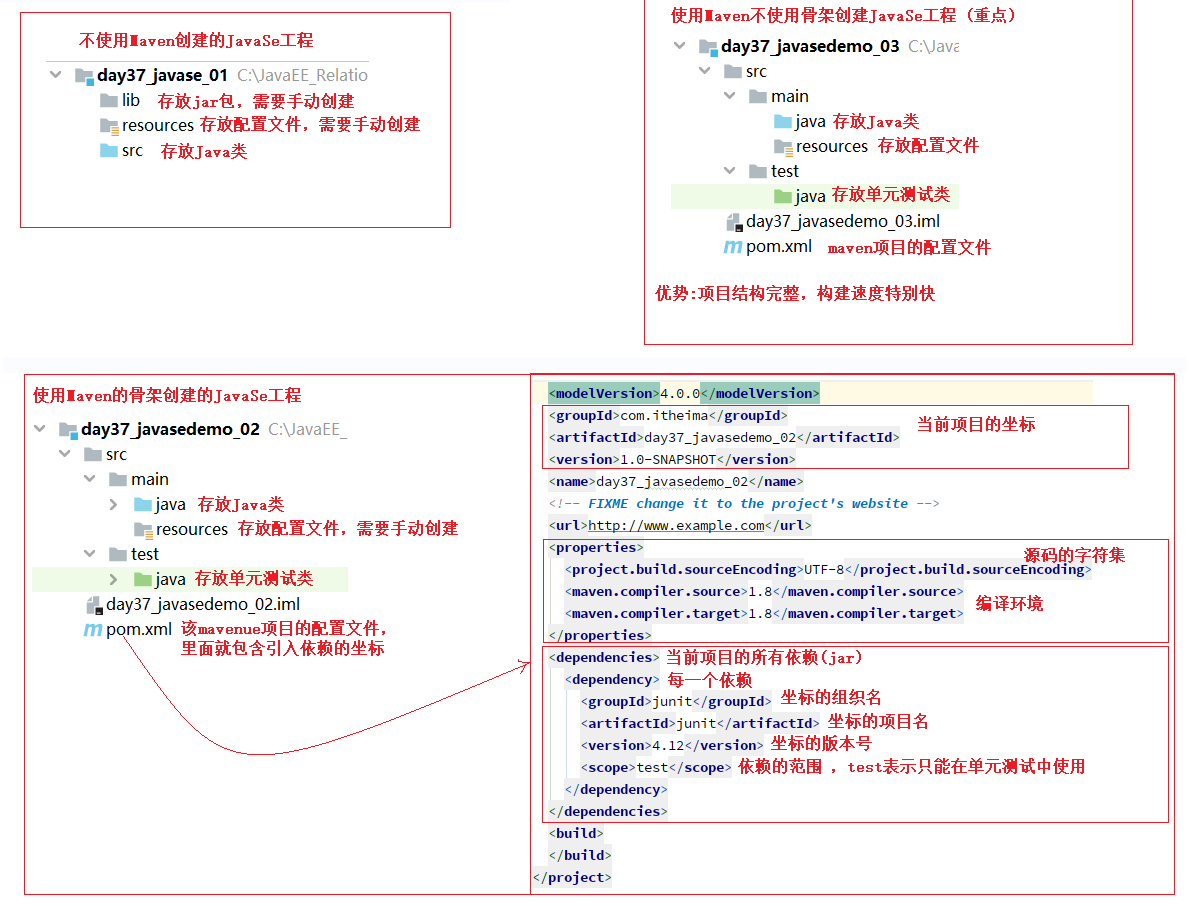 不使用Maven创建的JavaSe工程
day37_javase_01 C:\JavaEE_Relatio
lib 存放jar包，需要手动创建
resources 存放配置文件，需要手动创建
src 存放Java类
使用Maven不使用骨架创建JavaSe工程（重点）
day37_javasedemo_03 C:\Java
src
main
java 存放Java类
resources 存放配置文件
test
java 存放单元测试类
day37_javasedemo_03.iml
pom.xml maven项目的配置文件
优势:项目结构完整，构建速度特别快
使用Maven的骨架创建的JavaSe工程
day37_javasedemo_02 C:\JavaEE_
src
main
java 存放Java类
resources 存放配置文件，需要手动创建
test
java 存放单元测试类
day37_javasedemo_02.iml
pom.xml 该mavenue项目的配置文件，
里面就包含引入依赖的坐标
<modelVersion>4.0.0</modelVersion>
<groupId>com.itheima</groupId>
当前项目的坐标
<artifactId>day37_javasedemo_02</artifactId>
<version>1.0-SNAPSHOT</version>
<name>day37_javasedemo_02</name>
<!-- FIXME change it to the project's website -->
<url>http://www.example.com</url>
<properties>
源码的字符集
<project.build.sourceEncoding>UTF-8</project.build.sourceEncoding>
<maven.compiler.source>1.8</maven.compiler.source>
编译环境
<maven.compiler.target>1.8</maven.compiler.target>
</properties>
<dependencies> 当前项目的所有依赖(jar)
<dependency> 每一个依赖
<groupId>junit</groupId> 坐标的组织名
<artifactId>junit</artifactId> 坐标的项目名
<version>4.12</version> 坐标的版本号
<scope>test</scope> 依赖的范围 ，test表示只能在单元测试中使用
</dependency>
</dependencies>
<build>
</build>
</project>